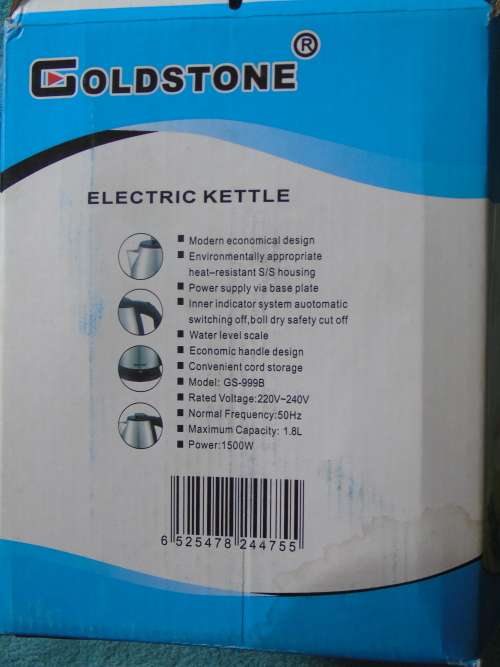 GOLDSTONE ®
ELECTRIC KETTLE
Modern economical design
Environmentally appropriate
heat-resistant S/S housing
Power supply via base plate
Inner indicator system auotomatic
switching off,boll dry safety cut off
Water level scale
Economic handle design
Convenient cord storage
Model: GS-999B
Rated Voltage:220V~240V
Normal Frequency:50Hz
Maximum Capacity: 1.8L
Power:1500W
6 525478 244755